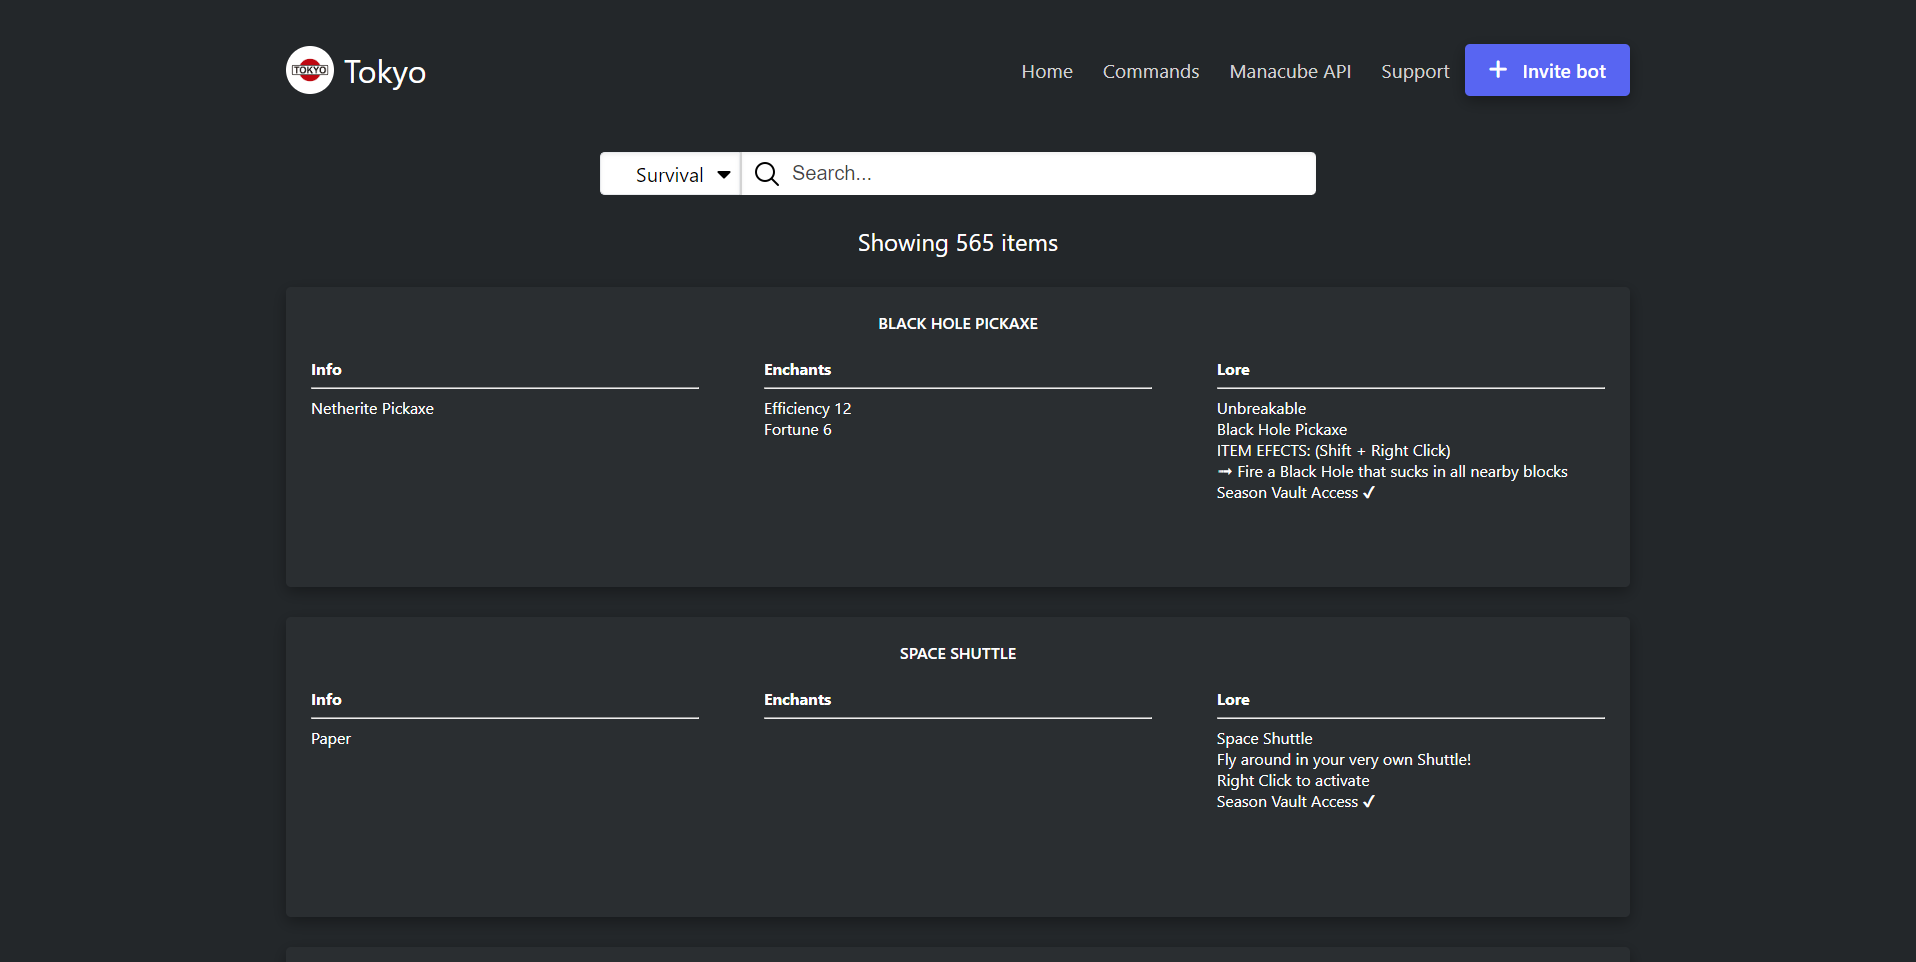 TOKYO
Tokyo
Home
Commands
Manacube API
Support
Invite bot
Survival
Search...
Showing 565 items
BLACK HOLE PICKAXE
Info
Netherite Pickaxe
Enchants
Efficiency 12
Fortune 6
Lore
Unbreakable
Black Hole Pickaxe
ITEM EFECTS: (Shift + Right Click)
➞ Fire a Black Hole that sucks in all nearby blocks
Season Vault Access ✔
SPACE SHUTTLE
Info
Paper
Enchants
Lore
Space Shuttle
Fly around in your very own Shuttle!
Right Click to activate
Season Vault Access ✔